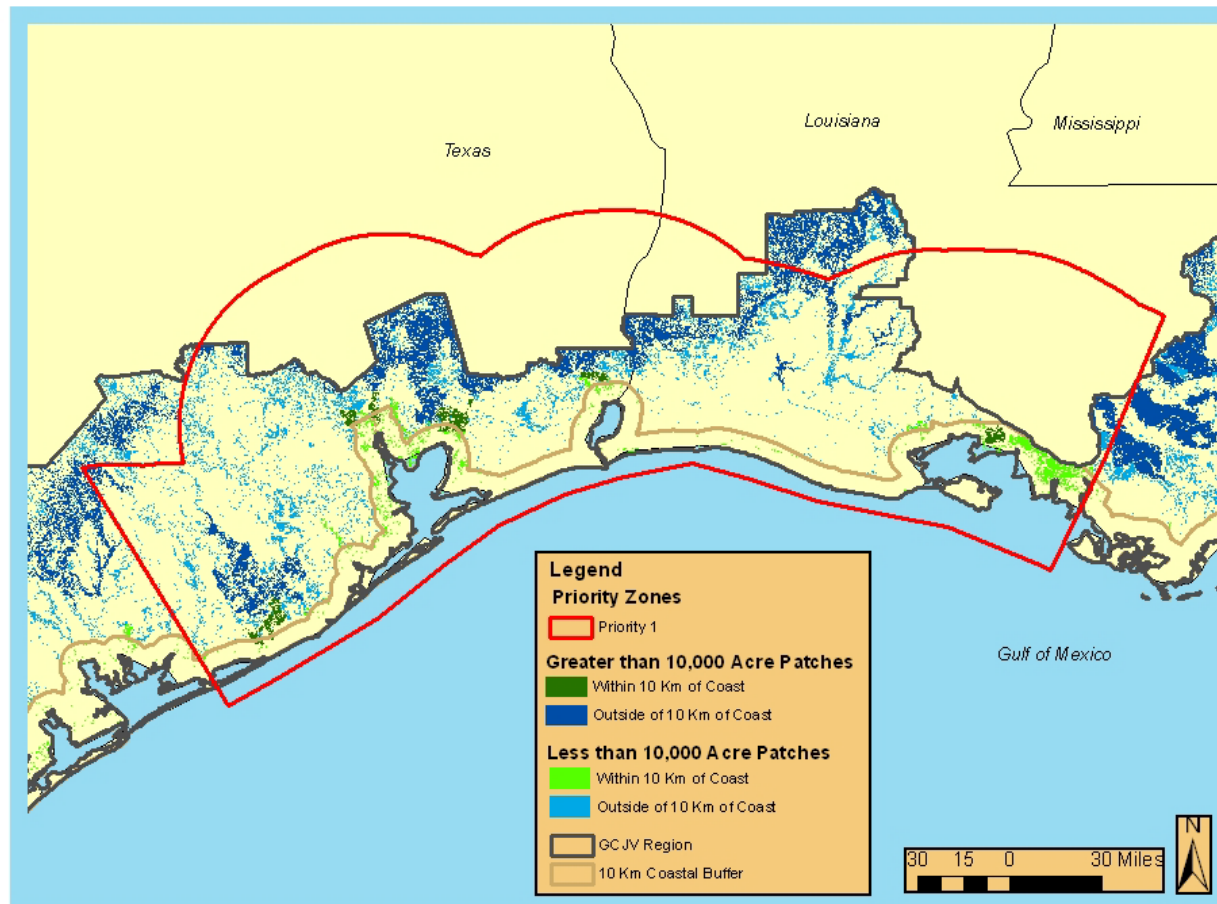 Louisiana
Mississippi
Texas
Gulf of Mexico
Legend
Priority Zones
Priority 1
Greater than 10,000 Acre Patches
Within 10 Km of Coast
Outside of 10 Km of Coast
Less than 10,000 Acre Patches
Within 10 Km of Coast
Outside of 10 Km of Coast
GCJV Region
10 Km Coastal Buffer
30 15 0 30 Miles
N